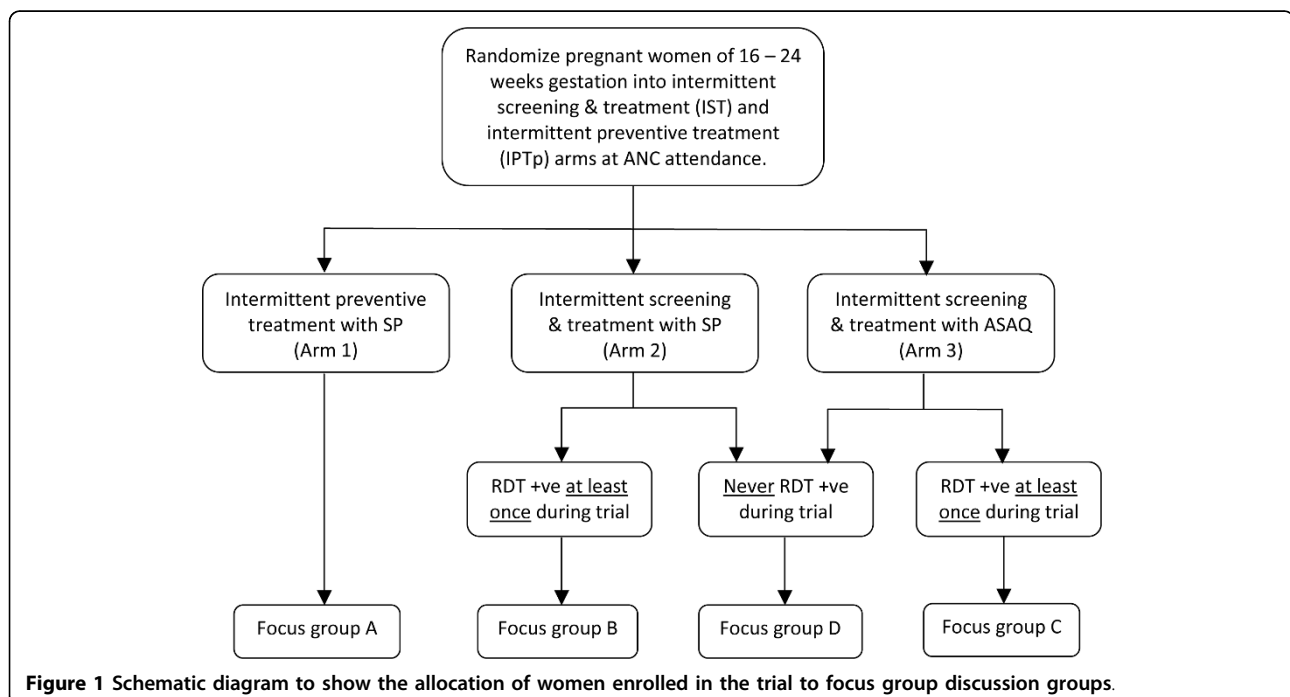 Randomize pregnant women of 16 – 24
weeks gestation into intermittent
screening & treatment (IST) and
intermittent preventive treatment
(IPTp) arms at ANC attendance.
Intermittent preventive
treatment with SP
(Arm 1)
Intermittent screening
& treatment with SP
(Arm 2)
Intermittent screening
& treatment with ASAQ
(Arm 3)
RDT +ve at least
once during trial
Never RDT +ve
during trial
RDT +ve at least
once during trial
Focus group A
Focus group B
Focus group D
Focus group C
Figure 1 Schematic diagram to show the allocation of women enrolled in the trial to focus group discussion groups.